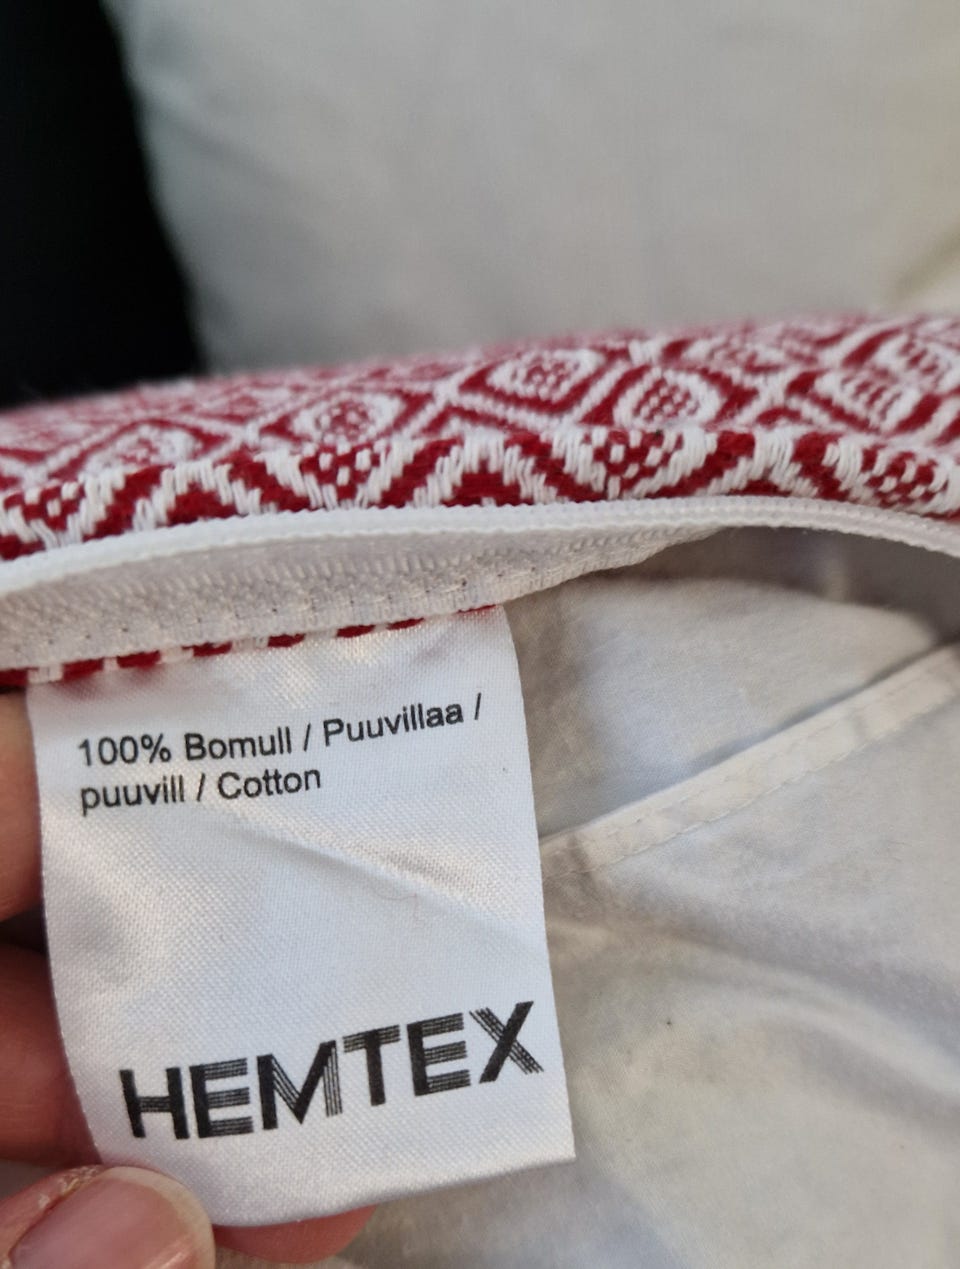 100% Bomull / Puuvillaa /
puuvill / Cotton
HEMTEX